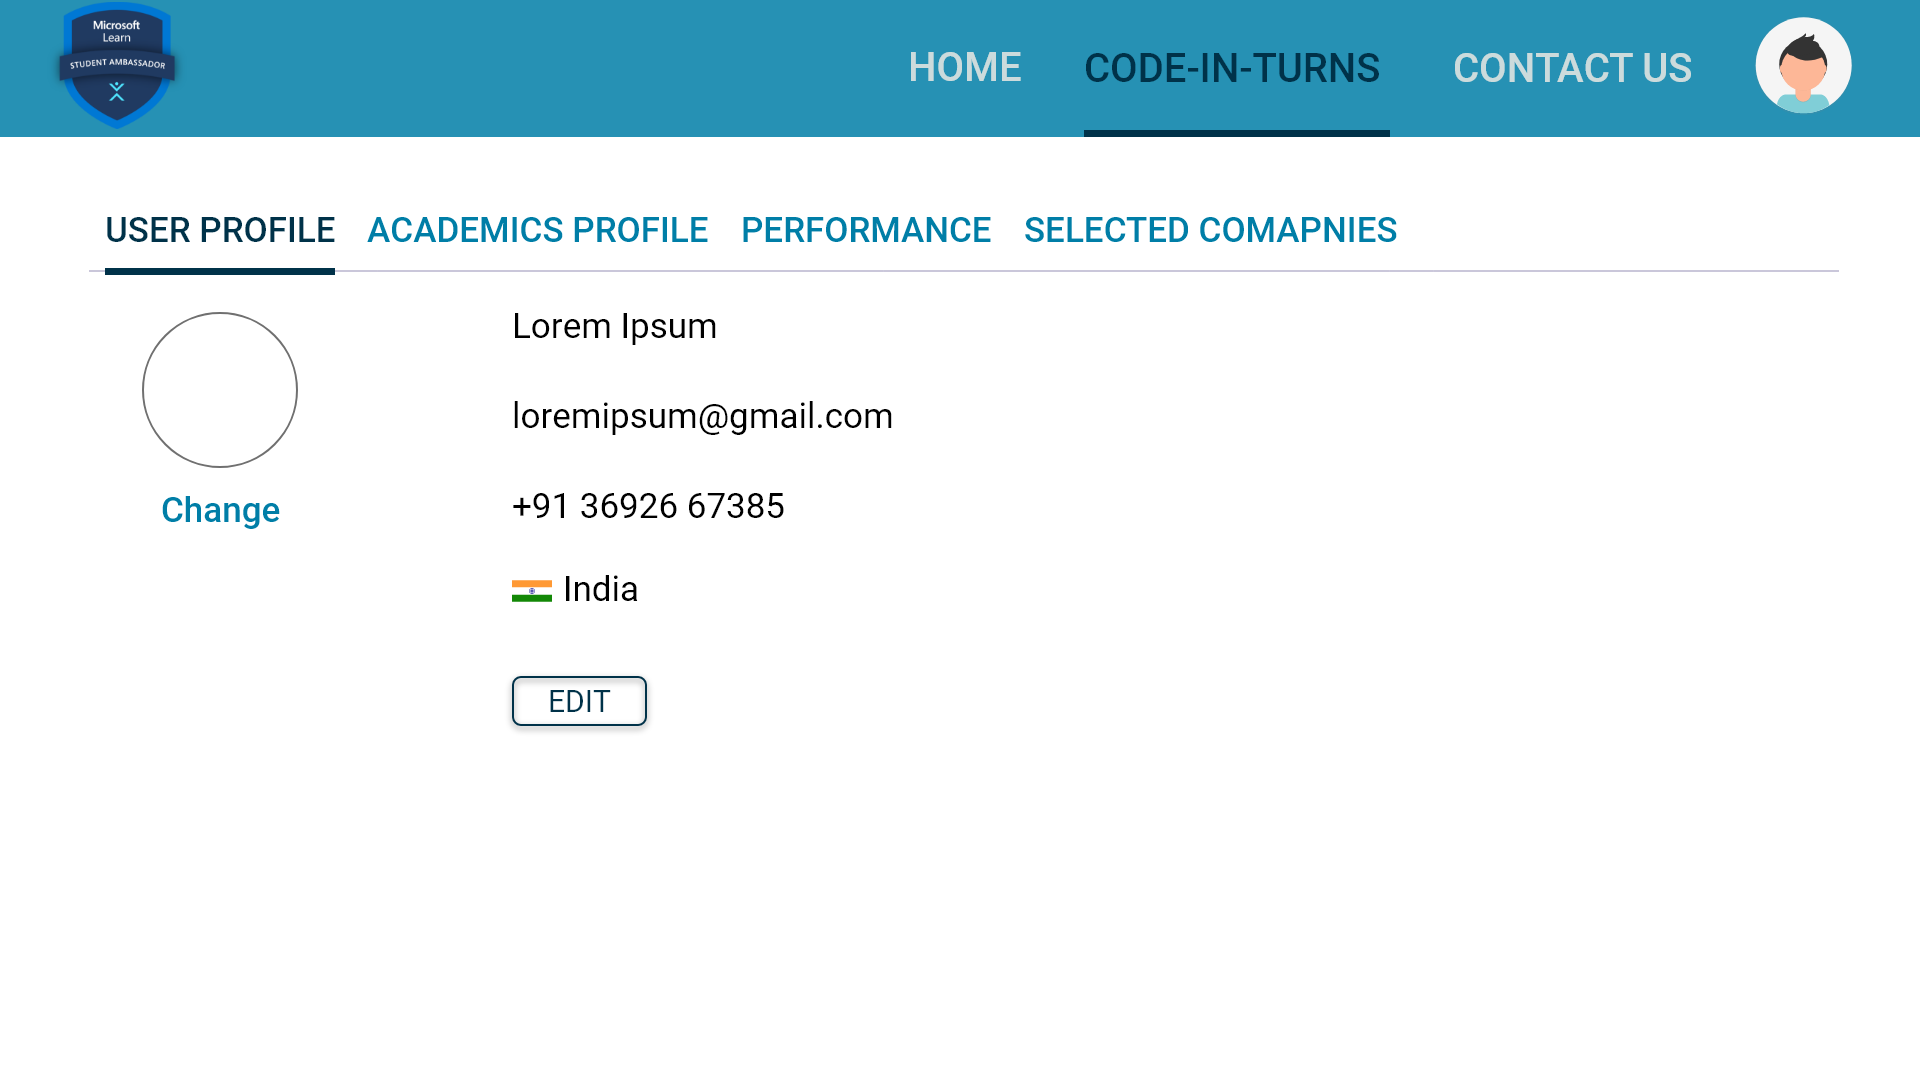 Microsoft
Learn
STUDENT AMBASSADOR
HOME CODE-IN-TURNS CONTACT US
USER PROFILE ACADEMICS PROFILE PERFORMANCE SELECTED COMAPNIES
Lorem Ipsum
loremipsum@gmail.com
+91 36926 67385
Change
India
EDIT